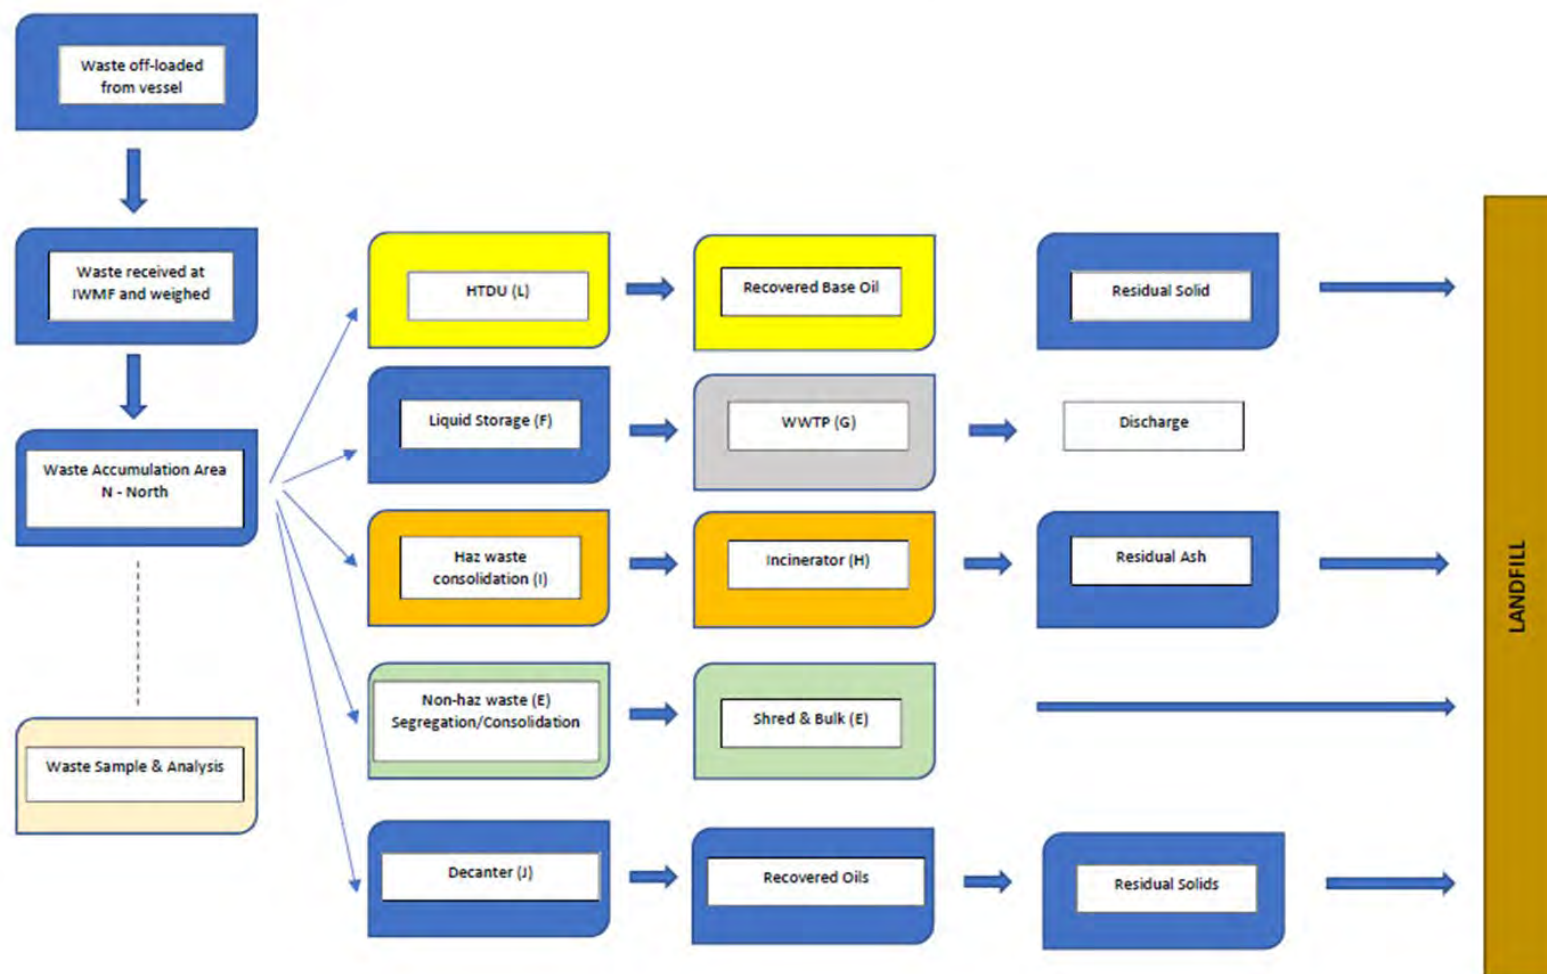 Waste off-loaded
from vessel
Waste received at
IWMF and weighed
Waste Accumulation Area
N - North
Waste Sample & Analysis
HTDU (L)
Recovered Base Oil
Residual Solid
Liquid Storage (F)
WWTP (G)
Discharge
Haz waste
consolidation (I)
Incinerator (H)
Residual Ash
Non-haz waste (E)
Segregation/Consolidation
Shred & Bulk (E)
Decanter (J)
Recovered Oils
Residual Solids
LANDFILL